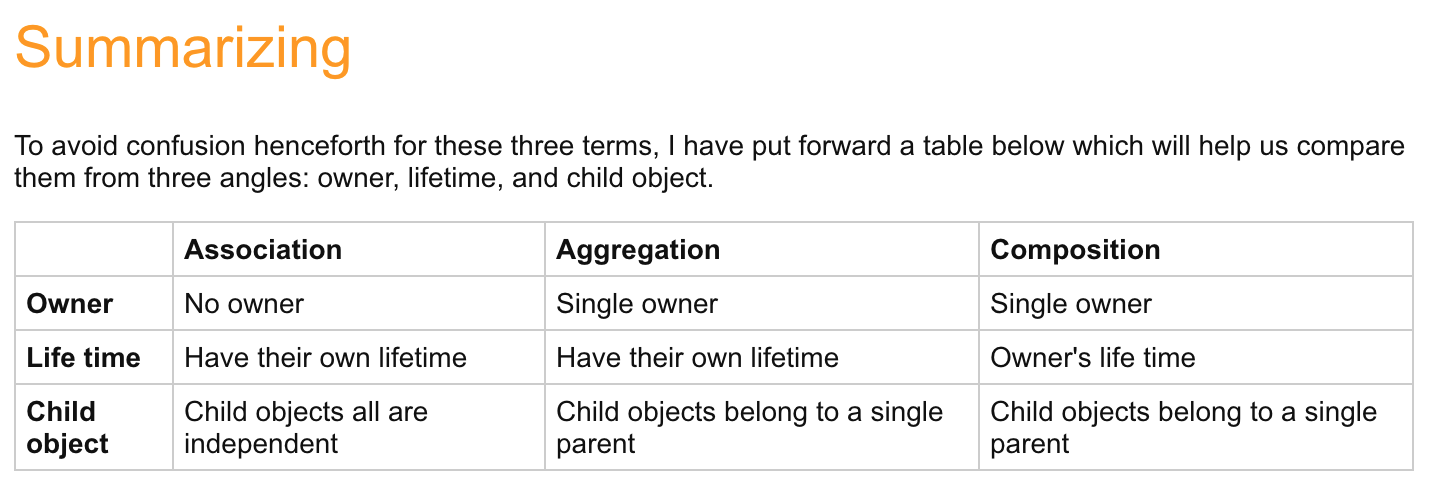 Summarizing
To avoid confusion henceforth for these three terms, I have put forward a table below which will help us compare
them from three angles: owner, lifetime, and child object.
Association Aggregation Composition
Owner No owner Single owner Single owner
Life time Have their own lifetime Have their own lifetime Owner's life time
Child object Child objects all are independent Child objects belong to a single parent Child objects belong to a single parent